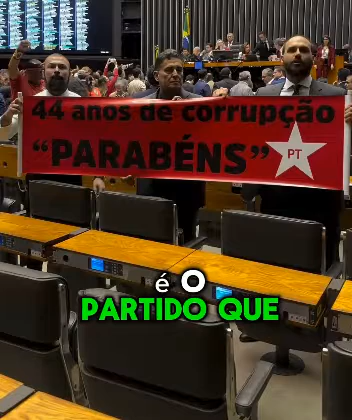 44 anos de corrupção
“PARABÉNS”
PT
é O
PARTIDO QUE